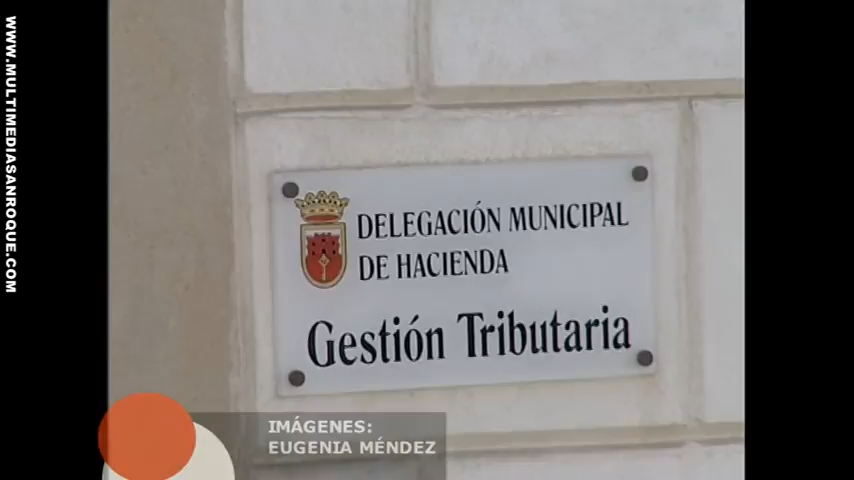 WWW.MULTIMEDIASANROQUE.COM
DELEGACIÓN MUNICIPAL
DE HACIENDA
Gestión Tributaria
IMÁGENES:
EUGENIA MÉNDEZ